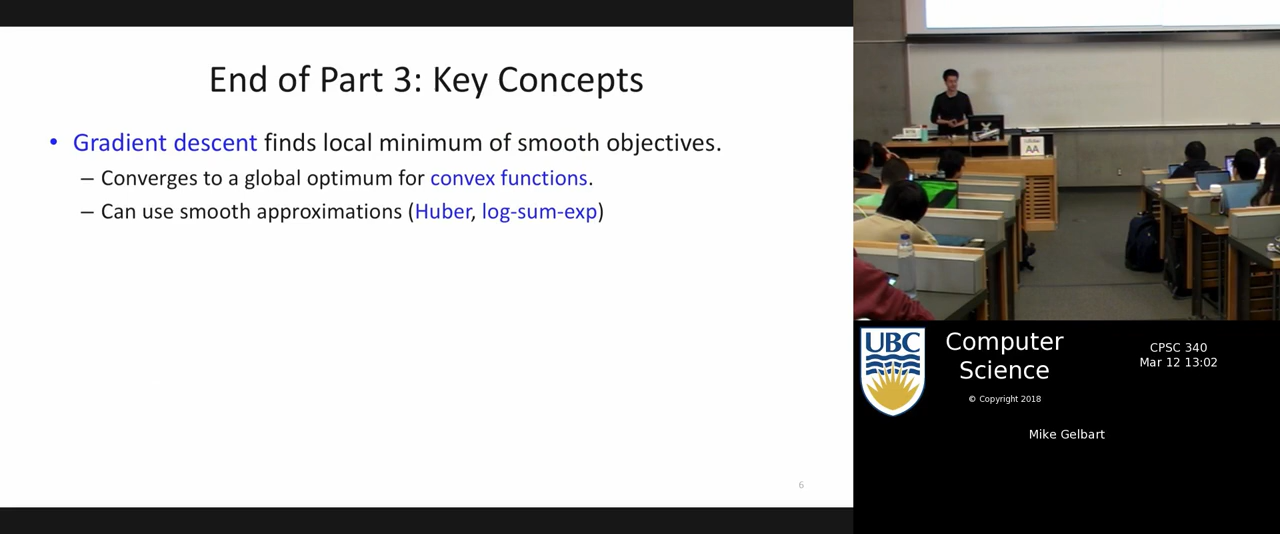 End of Part 3: Key Concepts
• Gradient descent finds local minimum of smooth objectives.
– Converges to a global optimum for convex functions.
– Can use smooth approximations (Huber, log-sum-exp)
6
AA
UBC
Computer
Science
© Copyright 2018
CPSC 340
Mar 12 13:02
Mike Gelbart